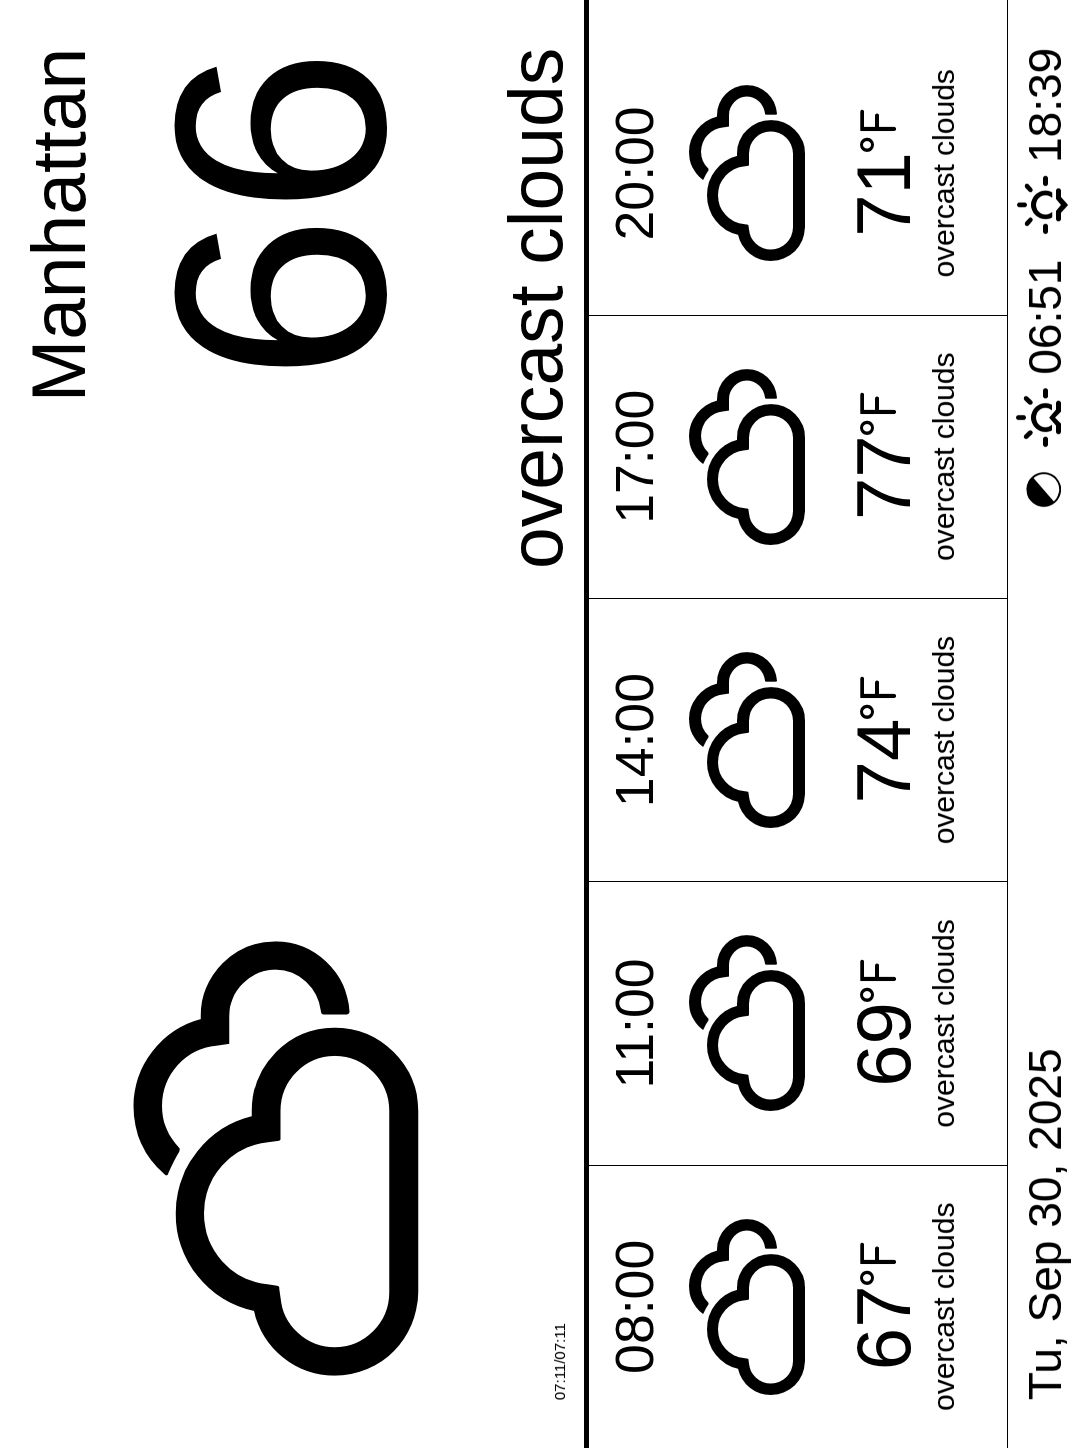 Manhattan
66
overcast clouds
07:11/07:11
08:00 11:00 14:00 17:00 20:00
67°F 69°F 74°F 77°F 71°F
overcast clouds overcast clouds overcast clouds overcast clouds overcast clouds
Tu, Sep 30, 2025 06:51 18:39